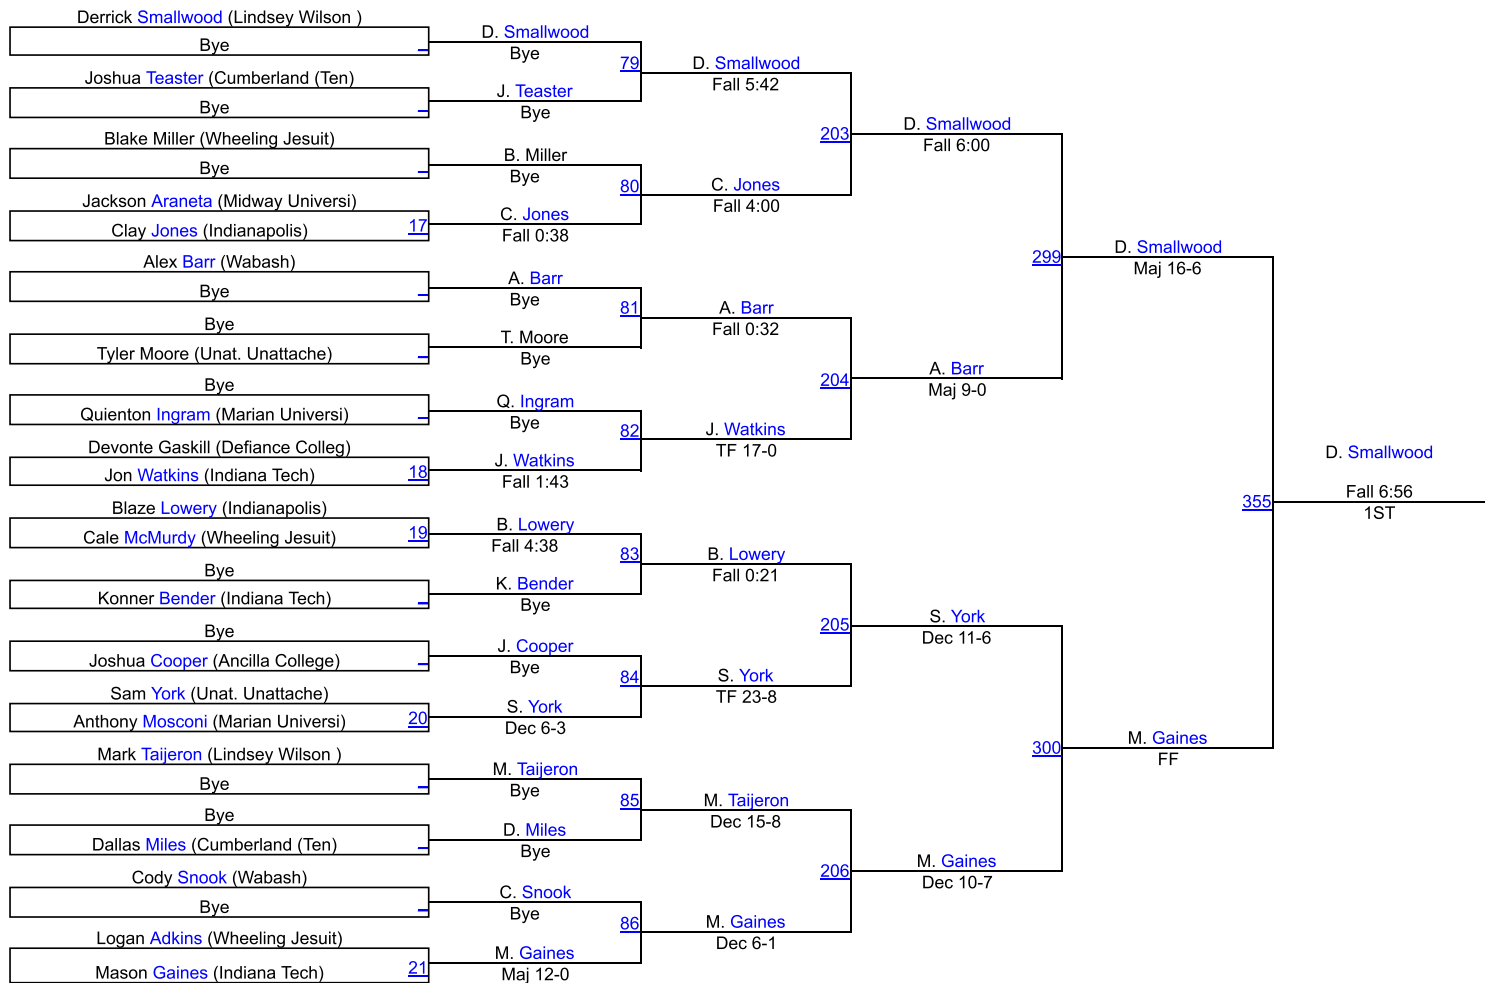 Derrick Smallwood (Lindsey Wilson )
Bye
Joshua Teaster (Cumberland (Ten)
Bye
Blake Miller (Wheeling Jesuit)
Bye
Jackson Araneta (Midway Universi)
Clay Jones (Indianapolis)
17
Alex Barr (Wabash)
Bye
Bye
Tyler Moore (Unat. Unattache)
Bye
Quienton Ingram (Marian Universi)
Devonte Gaskill (Defiance Colleg)
Jon Watkins (Indiana Tech)
18
Blaze Lowery (Indianapolis)
Cale McMurdy (Wheeling Jesuit)
19
Bye
Konner Bender (Indiana Tech)
Bye
Joshua Cooper (Ancilla College)
Sam York (Unat. Unattache)
Anthony Mosconi (Marian Universi)
20
Mark Taijeron (Lindsey Wilson )
Bye
Bye
Dallas Miles (Cumberland (Ten)
Cody Snook (Wabash)
Bye
Logan Adkins (Wheeling Jesuit)
Mason Gaines (Indiana Tech)
21
D. Smallwood
Bye
79
J. Teaster
Bye
B. Miller
Bye
80
C. Jones
Fall 0:38
A. Barr
Bye
81
T. Moore
Bye
Q. Ingram
Bye
82
J. Watkins
Fall 1:43
B. Lowery
Fall 4:38
83
K. Bender
Bye
J. Cooper
Bye
84
S. York
Dec 6-3
M. Taijeron
Bye
85
D. Miles
Bye
C. Snook
Bye
86
M. Gaines
Maj 12-0
D. Smallwood
Fall 5:42
203
C. Jones
Fall 4:00
A. Barr
Fall 0:32
204
J. Watkins
TF 17-0
B. Lowery
Fall 0:21
205
S. York
TF 23-8
M. Taijeron
Dec 15-8
206
M. Gaines
Dec 6-1
D. Smallwood
Fall 6:00
299
A. Barr
Maj 9-0
S. York
Dec 11-6
300
M. Gaines
Dec 10-7
D. Smallwood
Maj 16-6
355
M. Gaines
FF
D. Smallwood
Fall 6:56
1ST